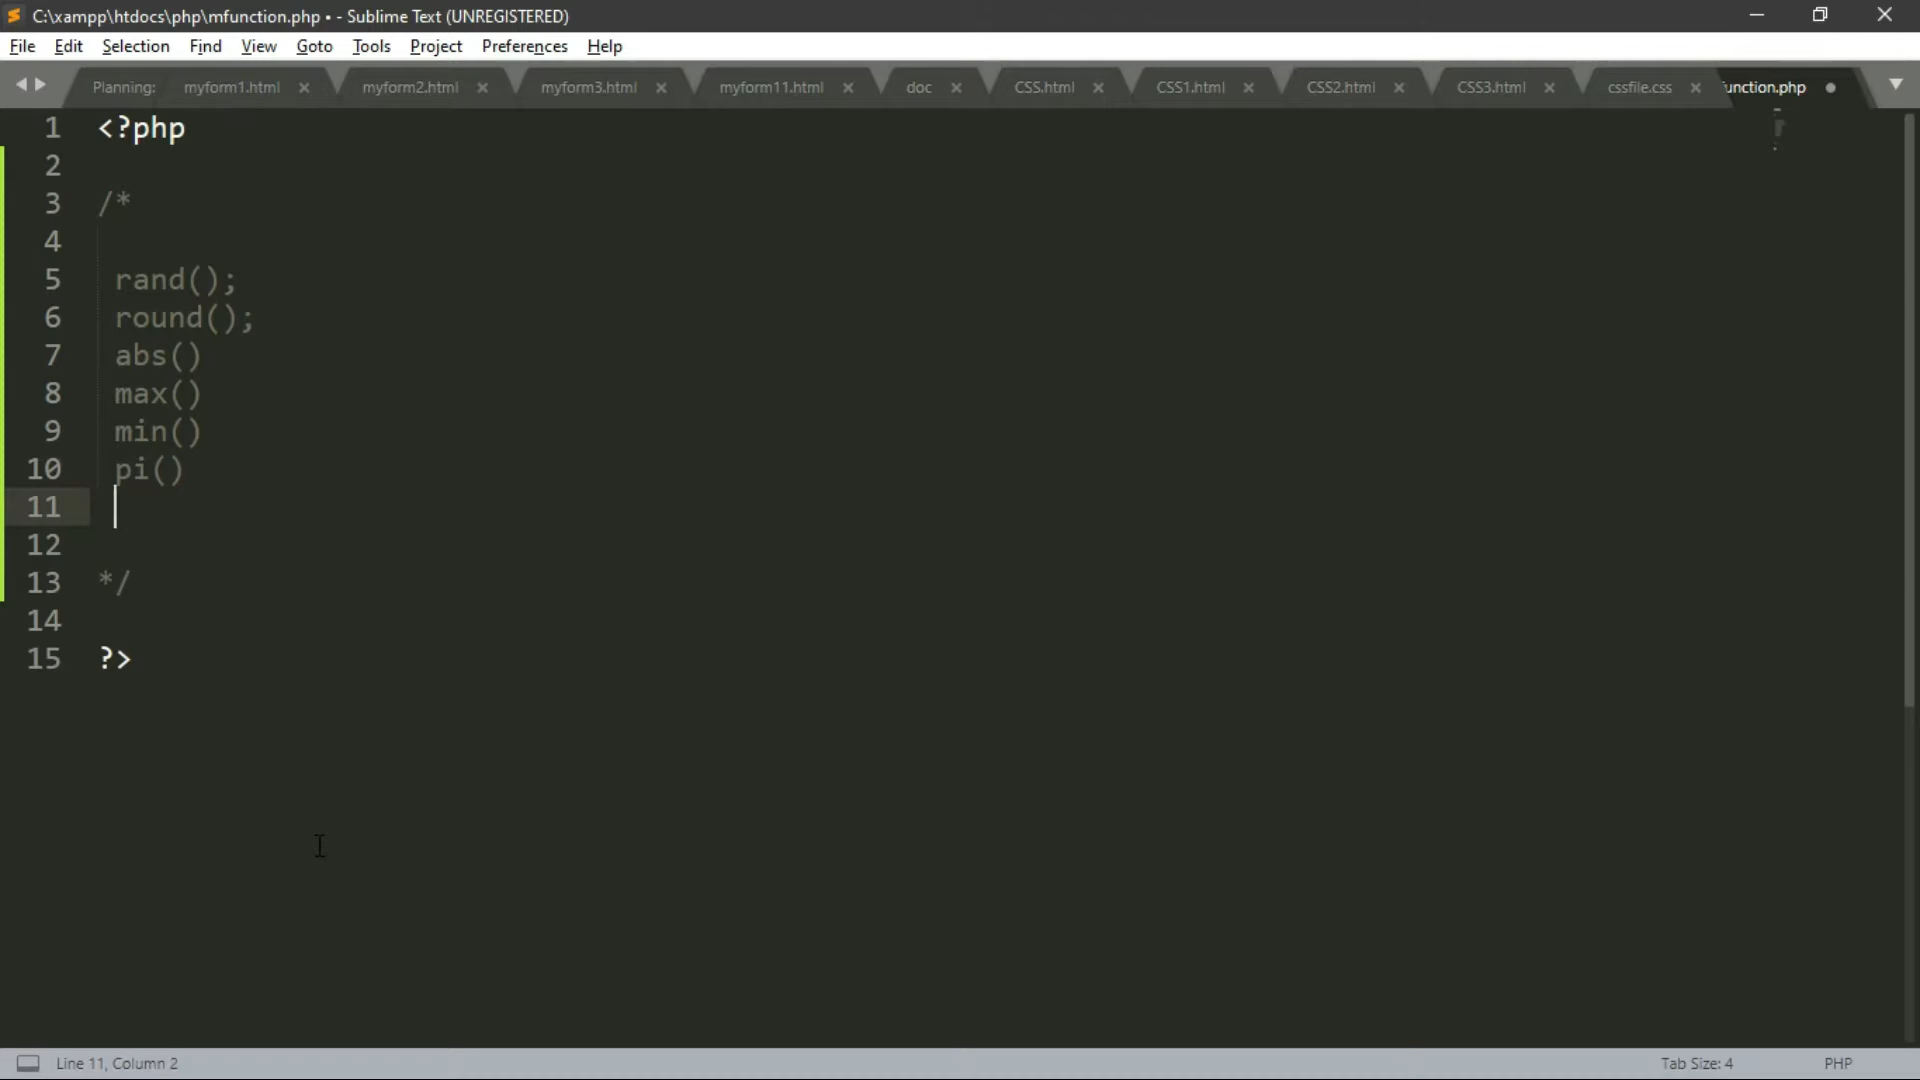 C:\xampp\htdocs\php\mfunction.php • - Sublime Text (UNREGISTERED)
File Edit Selection Find View Goto Tools Project Preferences Help
Planning: myform1.html myform2.html myform3.html myform11.html doc CSS.html CSS1.html CSS2.html CSS3.html cssfile.css unction.php
1 <?php
2
3 /*
4
5 rand();
6 round();
7 abs()
8 max()
9 min()
10 pi()
11
12
13 */
14
15 ?>
Line 11, Column 2 Tab Size: 4 PHP